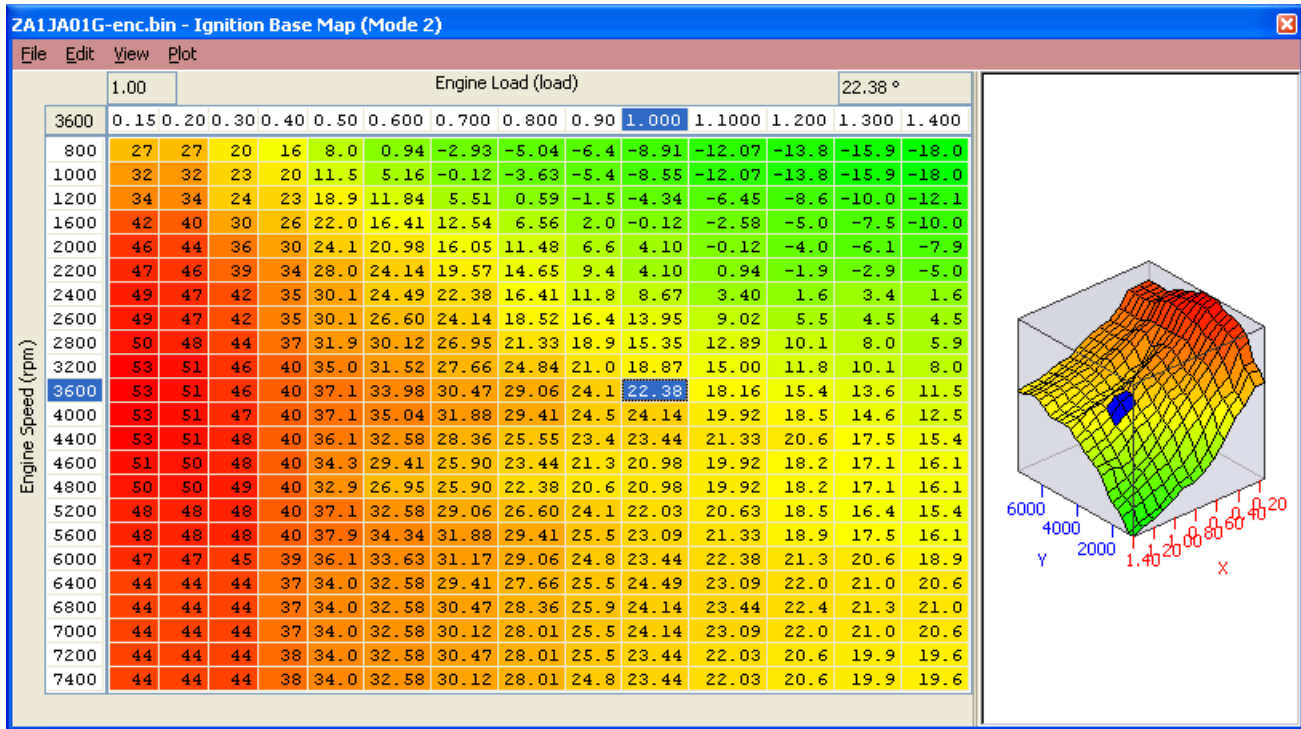 ZA1JA01G-enc.bin - Ignition Base Map (Mode 2)
File Edit View Plot
1.00 Engine Load (load) 22.38 °
3600 0.15 0.20 0.30 0.40 0.50 0.600 0.700 0.800 0.90 1.000 1.1000 1.200 1.300 1.400
800 27 27 20 16 8.0 0.94 -2.93 -5.04 -6.4 -8.91 -12.07 -13.8 -15.9 -18.0
1000 32 32 23 20 11.5 5.16 -0.12 -3.63 -5.4 -8.55 -12.07 -13.8 -15.9 -18.0
1200 34 34 24 23 18.9 11.84 5.51 0.59 -1.5 -4.34 -6.45 -8.6 -10.0 -12.1
1600 42 40 30 26 22.0 16.41 12.54 6.56 2.0 -0.12 -2.58 -5.0 -7.5 -10.0
2000 46 44 36 30 24.1 20.98 16.05 11.48 6.6 4.10 -0.12 -4.0 -6.1 -7.9
2200 47 46 39 34 28.0 24.14 19.57 14.65 9.4 4.10 0.94 -1.9 -2.9 -5.0
2400 49 47 42 35 30.1 24.49 22.38 16.41 11.8 8.67 3.40 1.6 3.4 1.6
2600 49 47 42 35 30.1 26.60 24.14 18.52 16.4 13.95 9.02 5.5 4.5 4.5
2800 50 48 44 37 31.9 30.12 26.95 21.33 18.9 15.35 12.89 10.1 8.0 5.9
3200 53 51 46 40 35.0 31.52 27.66 24.84 21.0 18.87 15.00 11.8 10.1 8.0
3600 53 51 46 40 37.1 33.98 30.47 29.06 24.1 22.38 18.16 15.4 13.6 11.5
4000 53 51 47 40 37.1 35.04 31.88 29.41 24.5 24.14 19.92 18.5 14.6 12.5
4400 53 51 48 40 36.1 32.58 28.36 25.55 23.4 23.44 21.33 20.6 17.5 15.4
4600 51 50 48 40 34.3 29.41 25.90 23.44 21.3 20.98 19.92 18.2 17.1 16.1
4800 50 50 49 40 32.9 26.95 25.90 22.38 20.6 20.98 19.92 18.2 17.1 16.1
5200 48 48 48 40 37.1 32.58 29.06 26.60 24.1 22.03 20.63 18.5 16.4 15.4
5600 48 48 48 40 37.9 34.34 31.88 29.41 25.5 23.09 21.33 18.9 17.5 16.1
6000 47 47 45 39 36.1 33.63 31.17 29.06 24.8 23.44 22.38 21.3 20.6 18.9
6400 44 44 44 37 34.0 32.58 29.41 27.66 25.5 24.49 23.09 22.0 21.0 20.6
6800 44 44 44 37 34.0 32.58 30.47 28.36 25.9 24.14 23.44 22.4 21.3 21.0
7000 44 44 44 37 34.0 32.58 30.12 28.01 25.5 24.14 23.09 22.0 21.0 20.6
7200 44 44 44 38 34.0 32.58 30.47 28.01 25.5 23.44 22.03 20.6 19.9 19.6
7400 44 44 44 38 34.0 32.58 30.12 28.01 24.8 23.44 22.03 20.6 19.9 19.6
Engine Speed (rpm)
6000 4000 2000
Y
1.40 1.20 1.00 0.80 0.60 0.40 0.20
X